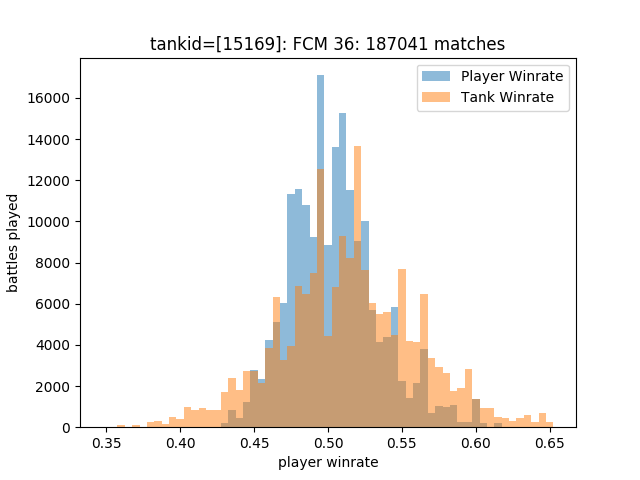 tankid=[15169]: FCM 36: 187041 matches
Player Winrate
Tank Winrate
battles played
16000
14000
12000
10000
8000
6000
4000
2000
0
0.35 0.40 0.45 0.50 0.55 0.60 0.65
player winrate